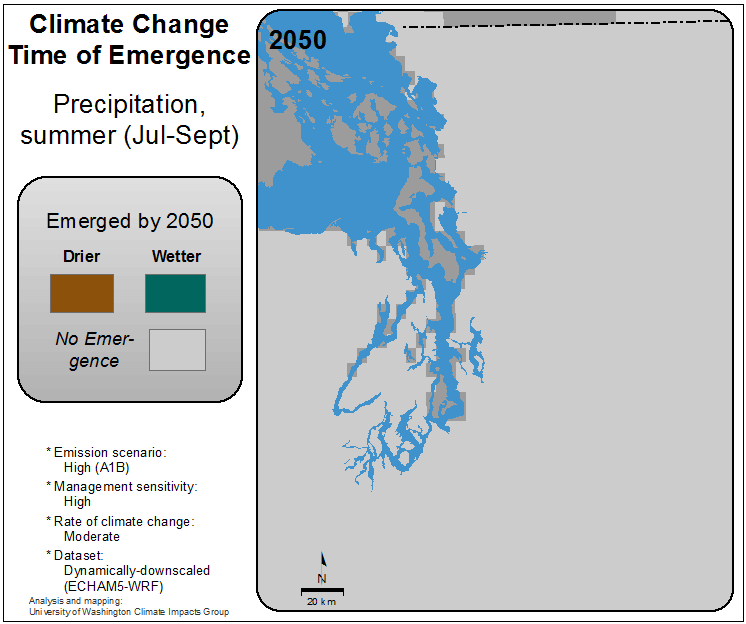 Climate Change
Time of Emergence
Precipitation,
summer (Jul-Sept)
Emerged by 2050
Drier Wetter
No Emer-
gence
* Emission scenario:
High (A1B)
* Management sensitivity:
High
* Rate of climate change:
Moderate
* Dataset:
Dynamically-downscaled
(ECHAM5-WRF)
Analysis and mapping:
University of Washington Climate Impacts Group
2050
N
20 km